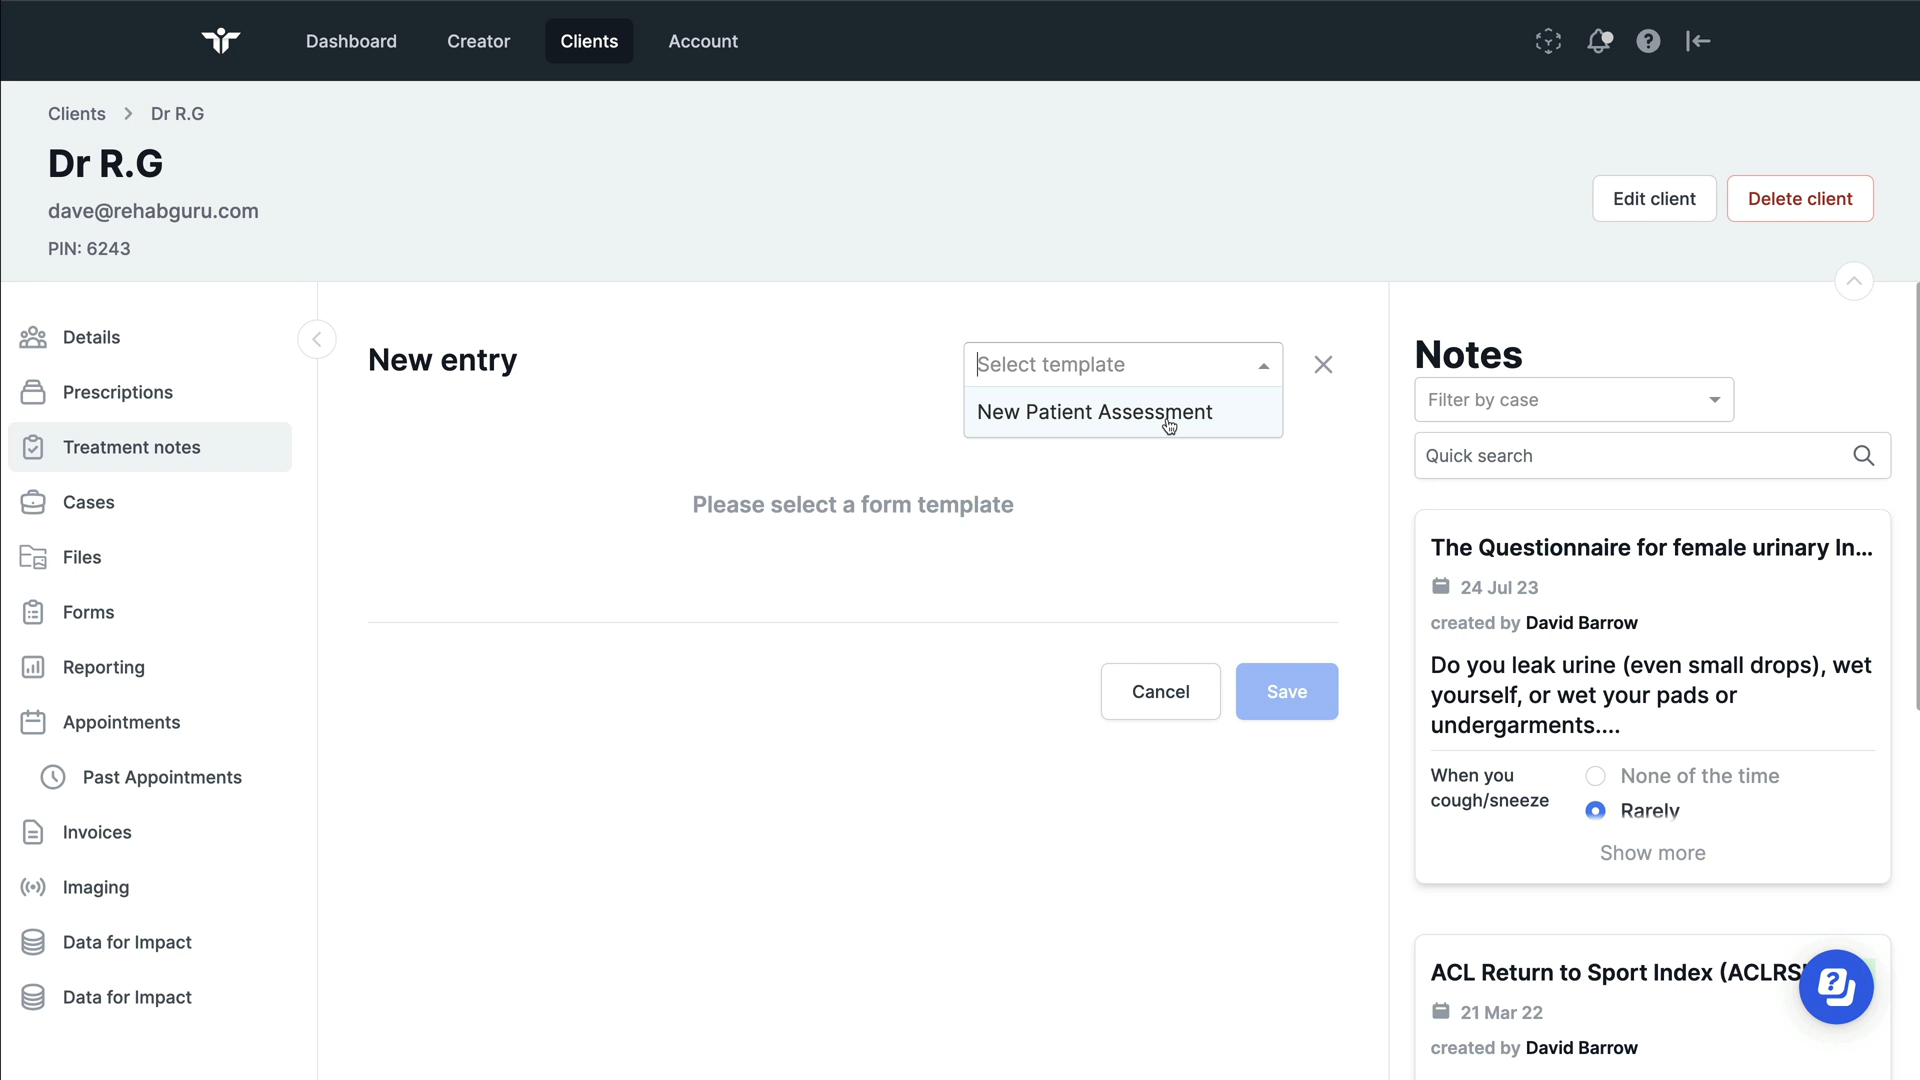 Dashboard
Creator
Clients
Account
Clients
Dr R.G
Dr R.G
dave@rehabguru.com
PIN: 6243
Edit client
Delete client
Details
Prescriptions
Treatment notes
Cases
Files
Forms
Reporting
Appointments
Past Appointments
Invoices
Imaging
Data for Impact
Data for Impact
New entry
Select template
New Patient Assessment
Please select a form template
Cancel
Save
Notes
Filter by case
Quick search
The Questionnaire for female urinary In...
24 Jul 23
created by David Barrow
Do you leak urine (even small drops), wet
yourself, or wet your pads or
undergarments....
When you
cough/sneeze
None of the time
Rarely
Show more
ACL Return to Sport Index (ACLRS
21 Mar 22
created by David Barrow